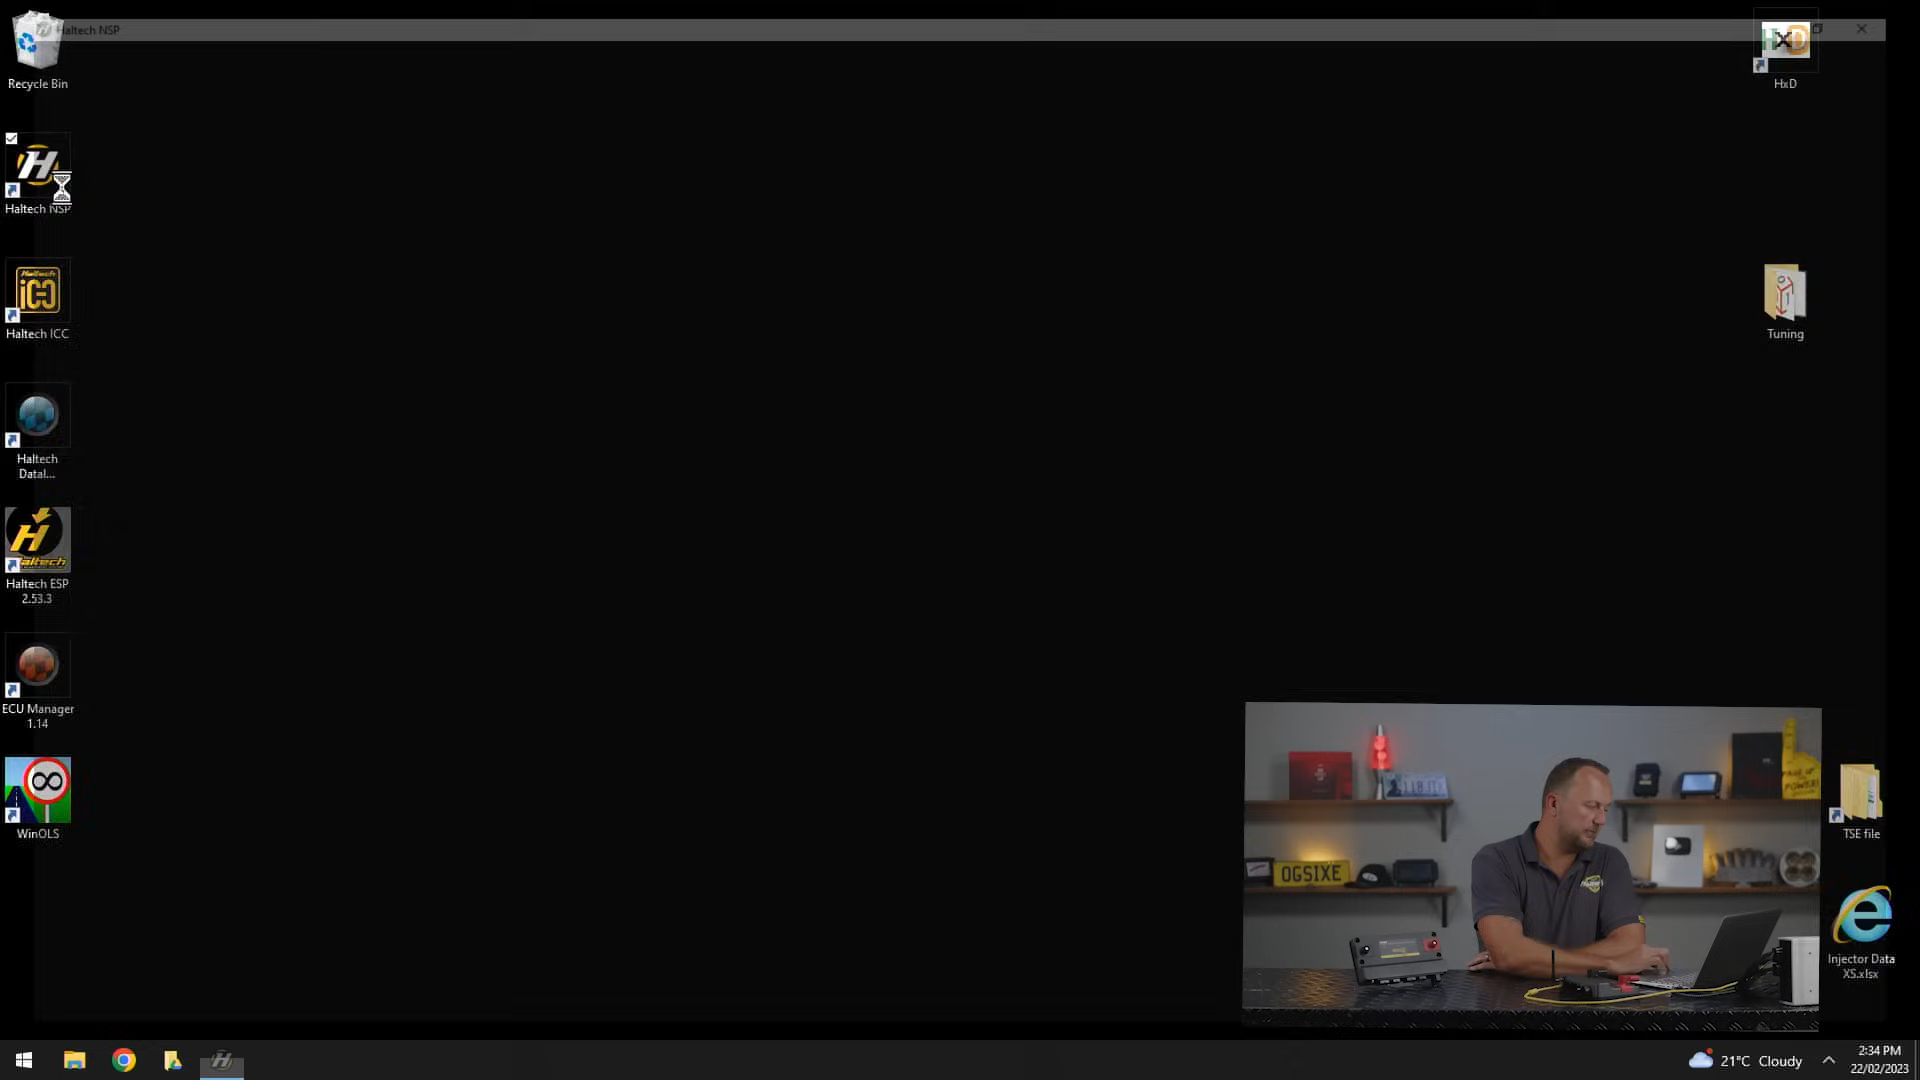 Haltech NSP
Recycle Bin
HxD
Haltech NSP
Haltech ICC
Tuning
Haltech
Datal...
Haltech ESP
2.53.3
ECU Manager
1.14
WinOLS
OGSIXE
TSE file
Injector Data
XS.xlsx
21°C Cloudy
2:34 PM
22/02/2023